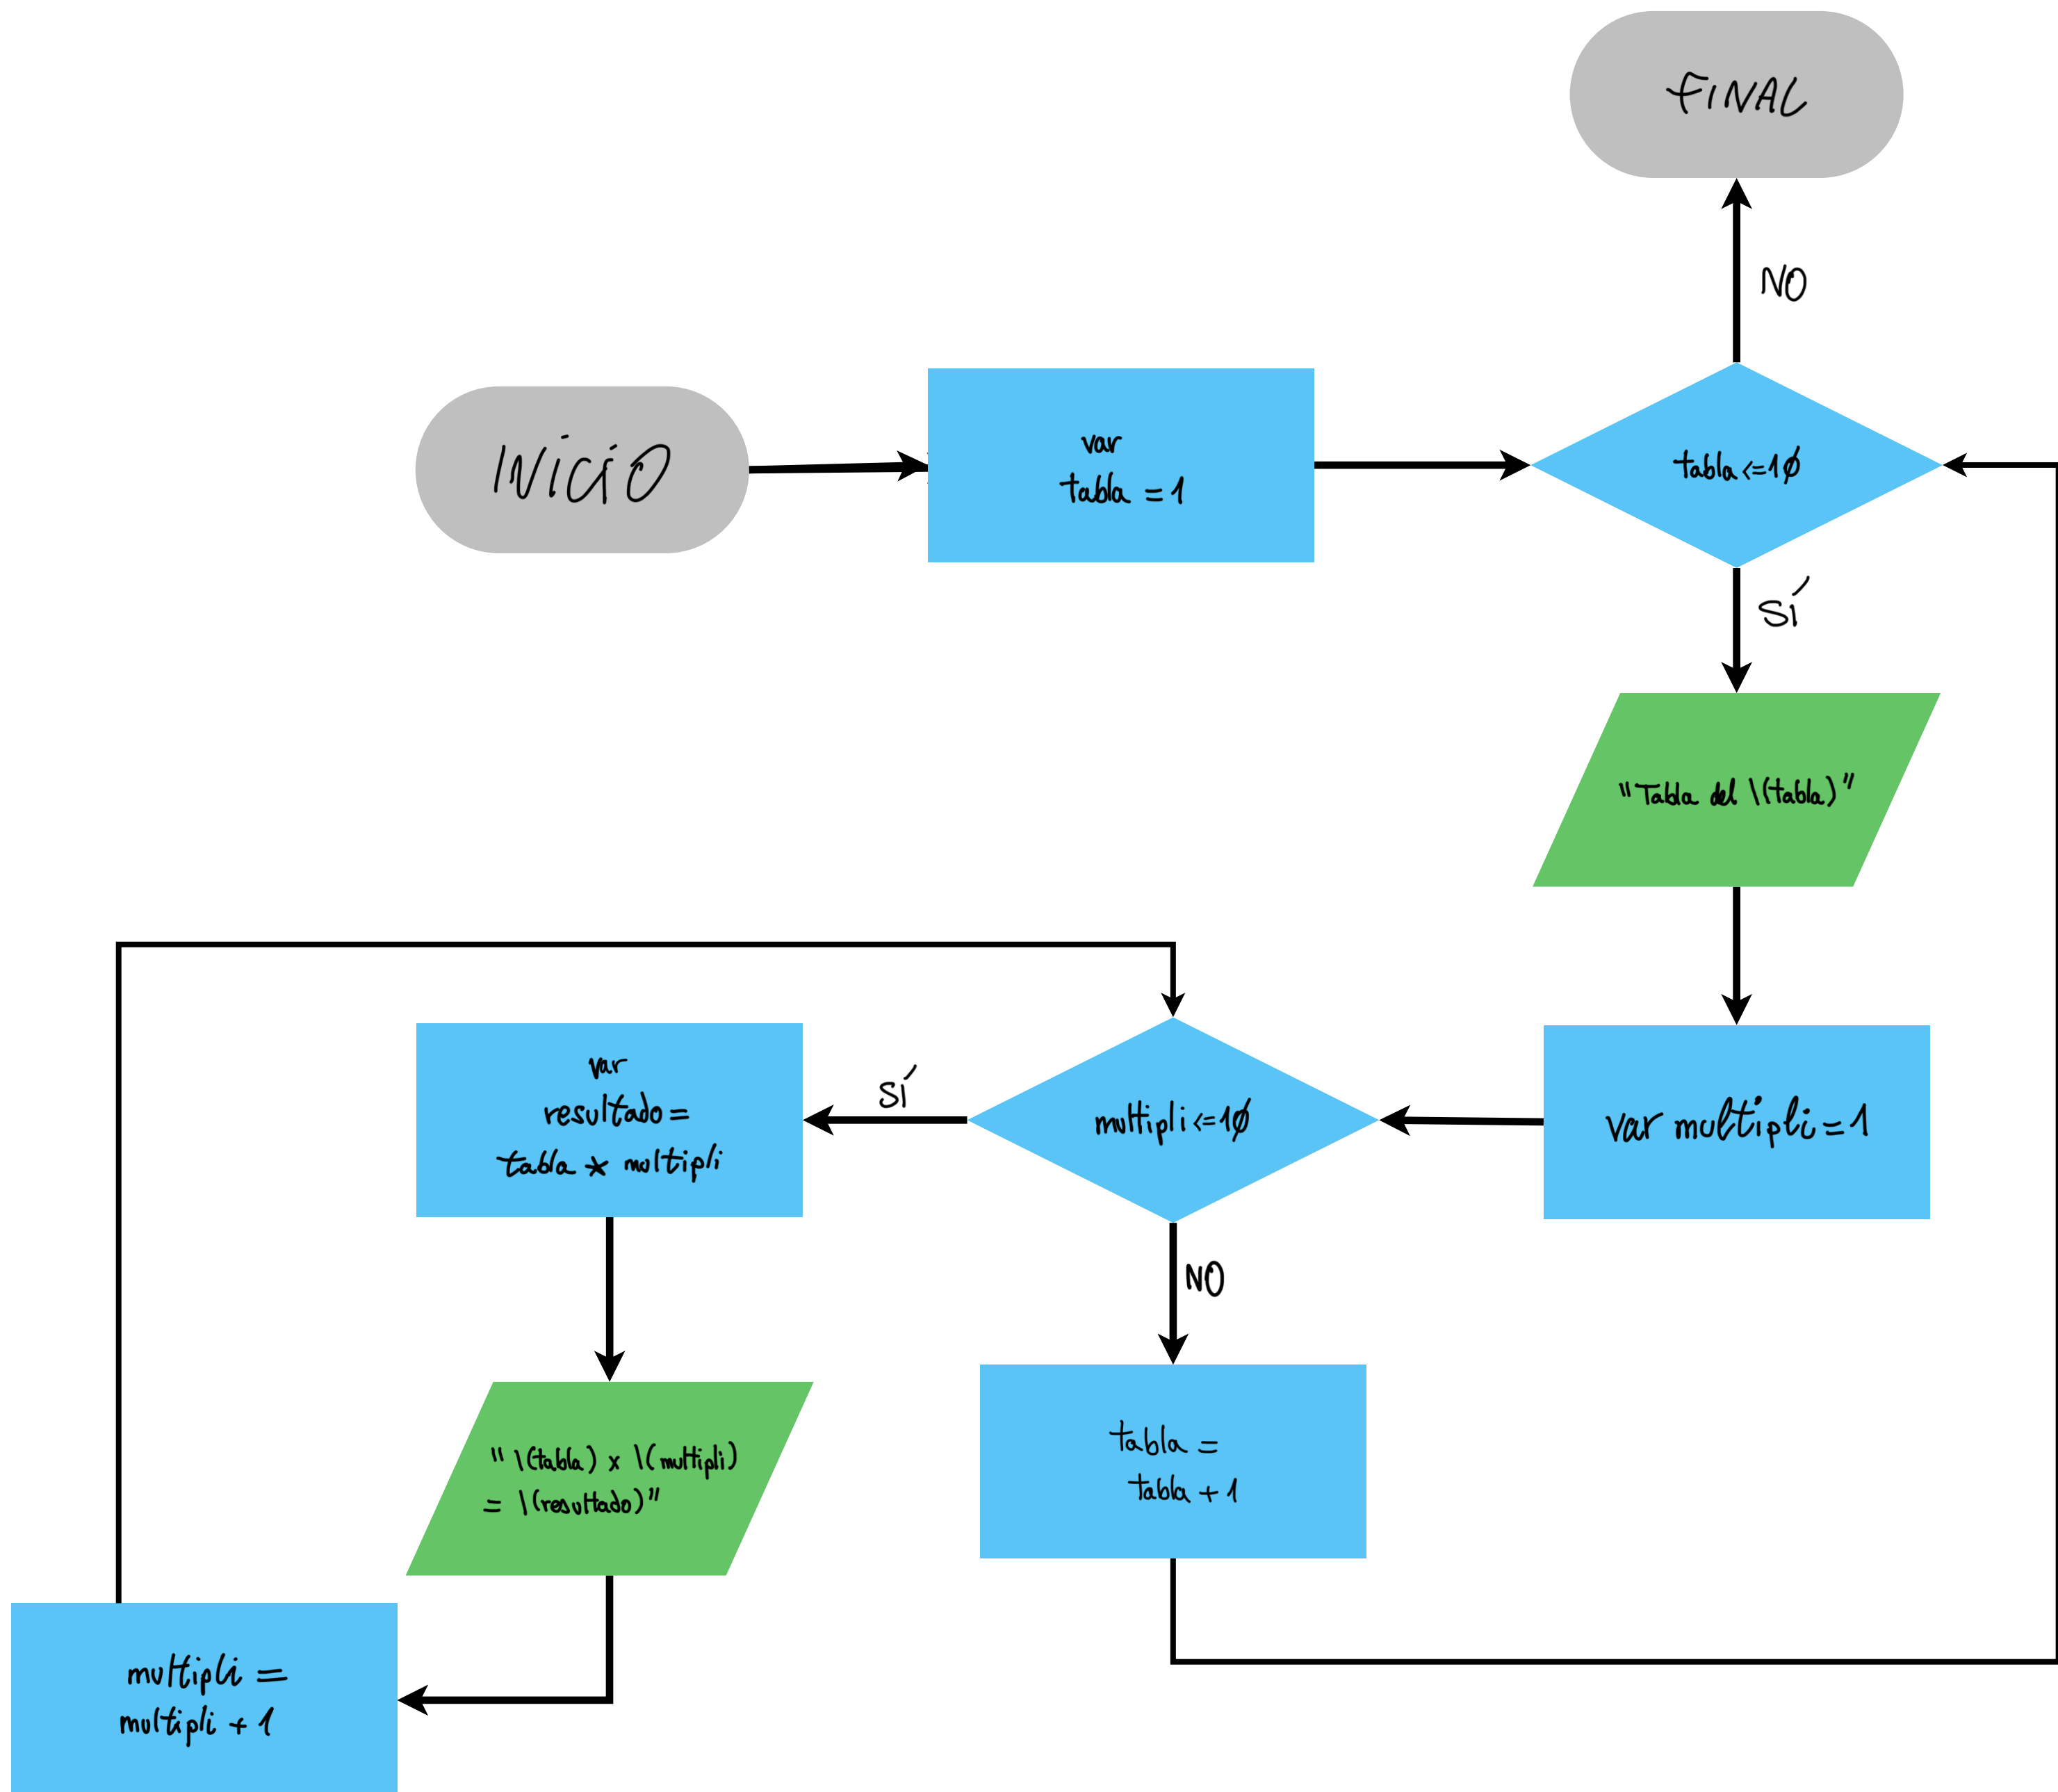 INICIO
var
tabla = 1
tabla <= 10
NO
FINAL
SÍ
"Tabla del \(tabla)"
var multipli = 1
multipli <= 10
SÍ
var
resultado =
tabla * multipli
"\(tabla) x \(multipli)
= \(resultado)"
multipli =
multipli + 1
NO
tabla =
tabla + 1